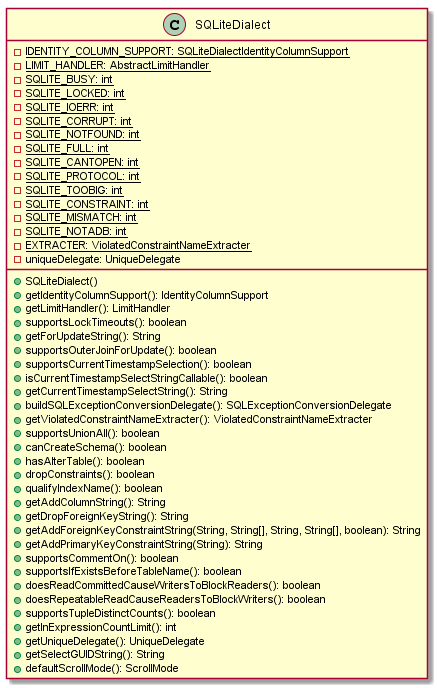 C SQLiteDialect
IDENTITY_COLUMN_SUPPORT: SQLiteDialectIdentityColumnSupport
LIMIT_HANDLER: AbstractLimitHandler
SQLITE_BUSY: int
SQLITE_LOCKED: int
SQLITE_IOERR: int
SQLITE_CORRUPT: int
SQLITE_NOTFOUND: int
SQLITE_FULL: int
SQLITE_CANTOPEN: int
SQLITE_PROTOCOL: int
SQLITE_TOOBIG: int
SQLITE_CONSTRAINT: int
SQLITE_MISMATCH: int
SQLITE_NOTADB: int
EXTRACTER: ViolatedConstraintNameExtracter
uniqueDelegate: UniqueDelegate
SQLiteDialect()
getIdentityColumnSupport(): IdentityColumnSupport
getLimitHandler(): LimitHandler
supportsLockTimeouts(): boolean
getForUpdateString(): String
supportsOuterJoinForUpdate(): boolean
supportsCurrentTimestampSelection(): boolean
isCurrentTimestampSelectStringCallable(): boolean
getCurrentTimestampSelectString(): String
buildSQLExceptionConversionDelegate(): SQLExceptionConversionDelegate
getViolatedConstraintNameExtracter(): ViolatedConstraintNameExtracter
supportsUnionAll(): boolean
canCreateSchema(): boolean
hasAlterTable(): boolean
dropConstraints(): boolean
qualifyIndexName(): boolean
getAddColumnString(): String
getDropForeignKeyString(): String
getAddForeignKeyConstraintString(String, String[], String, String[], boolean): String
getAddPrimaryKeyConstraintString(String): String
supportsCommentOn(): boolean
supportsIfExistsBeforeTableName(): boolean
doesReadCommittedCauseWritersToBlockReaders(): boolean
doesRepeatableReadCauseReadersToBlockWriters(): boolean
supportsTupleDistinctCounts(): boolean
getInExpressionCountLimit(): int
getUniqueDelegate(): UniqueDelegate
getSelectGUIDString(): String
defaultScrollMode(): ScrollMode